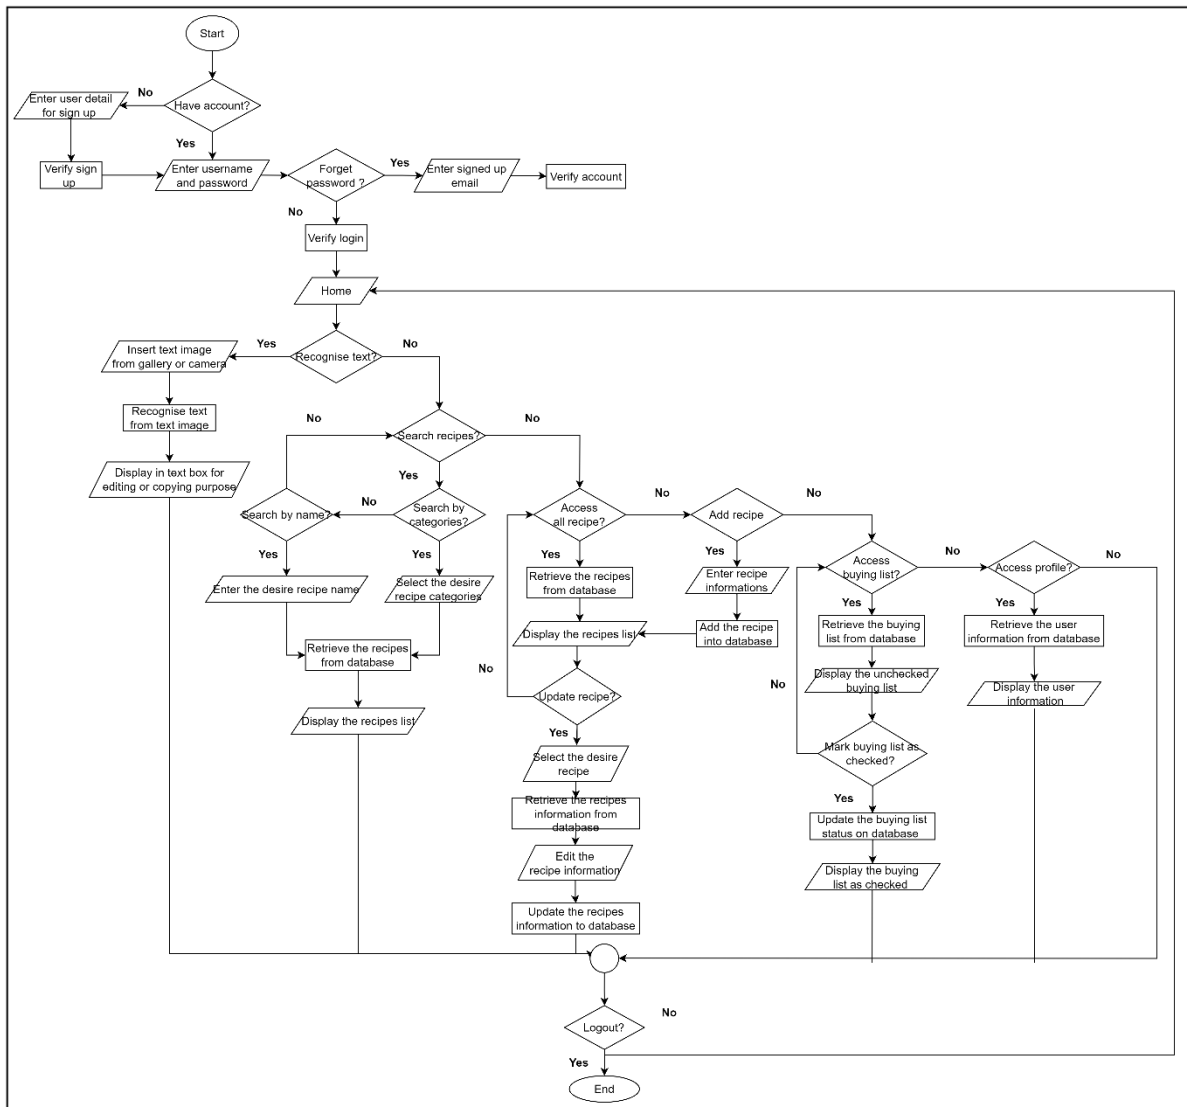 Start
Have account?
No
Enter user detail
for sign up
Yes
Verify sign
up
Enter username
and password
Forget
password ?
Yes
Enter signed up
email
Verify account
No
Verify login
Home
Recognise text?
Yes
No
Insert text image
from gallery or camera
Recognise text
from text image
Display in text box for
editing or copying purpose
Search recipes?
No
No
Yes
Search by
categories?
No
Search by name?
Yes
Yes
Enter the desire recipe name
Select the desire
recipe categories
Retrieve the recipes
from database
Display the recipes list
Access
all recipe?
No
Yes
Retrieve the recipes
from database
Display the recipes list
Add recipe
No
Yes
Enter recipe
informations
Add the recipe
into database
Update recipe?
No
Yes
Select the desire
recipe
Retrieve the recipes
information from
database
Edit the
recipe information
Update the recipes
information to database
Access
buying list?
No
Yes
Retrieve the buying
list from database
Display the unchecked
buying list
No
Mark buying list as
checked?
Yes
Update the buying list
status on database
Display the buying
list as checked
Access profile?
No
Yes
Retrieve the user
information from database
Display the user
information
Logout?
No
Yes
End